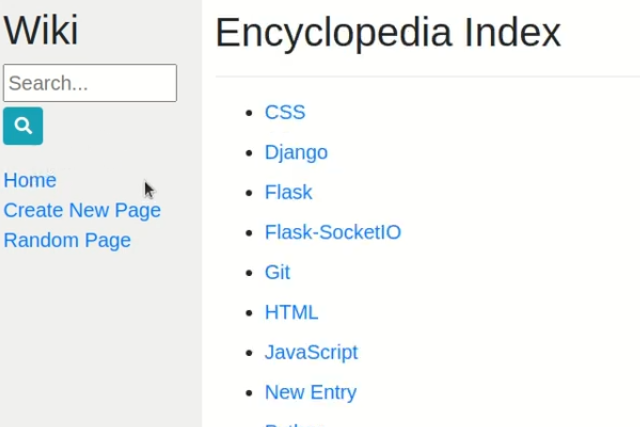 Wiki
Search...
Home
Create New Page
Random Page
Encyclopedia Index
CSS
Django
Flask
Flask-SocketIO
Git
HTML
JavaScript
New Entry